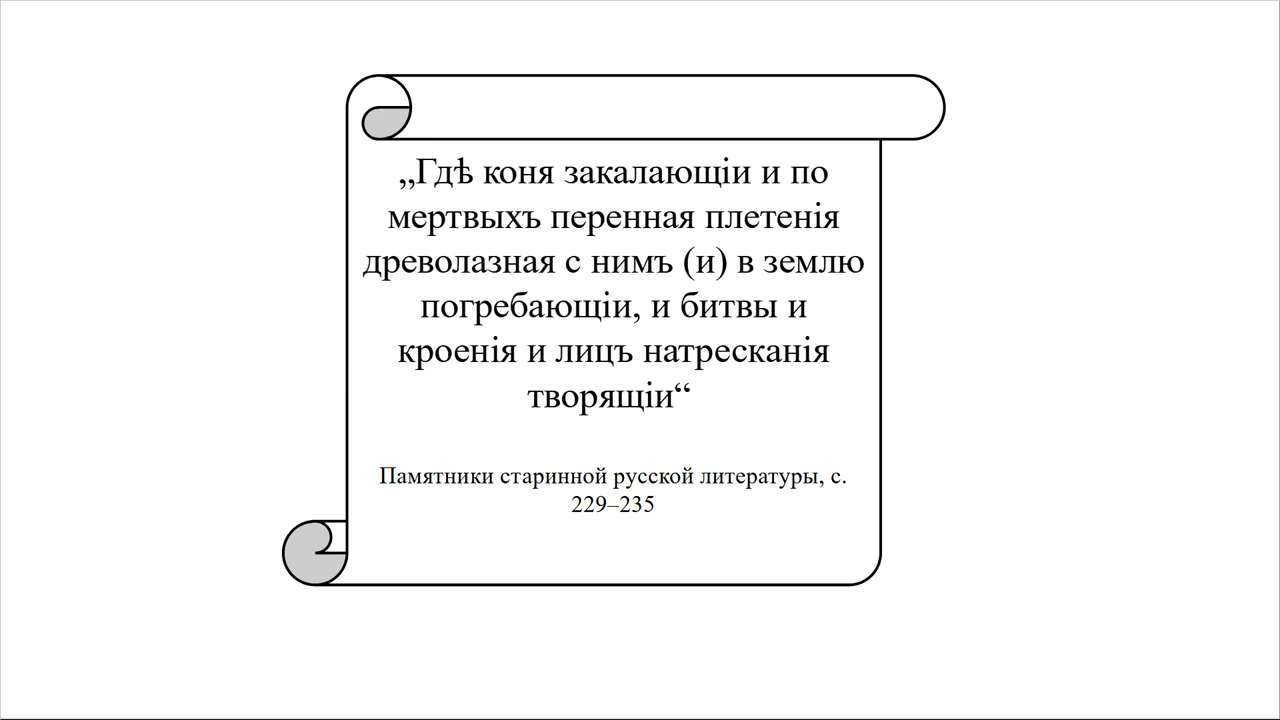 „Гдѣ коня закалающіи и по
мертвыхъ перенная плетенія
древолазная с нимъ (и) в землю
погребающіи, и битвы и
кроенія и лицъ натресканія
творящіи“
Памятники старинной русской литературы, с.
229–235